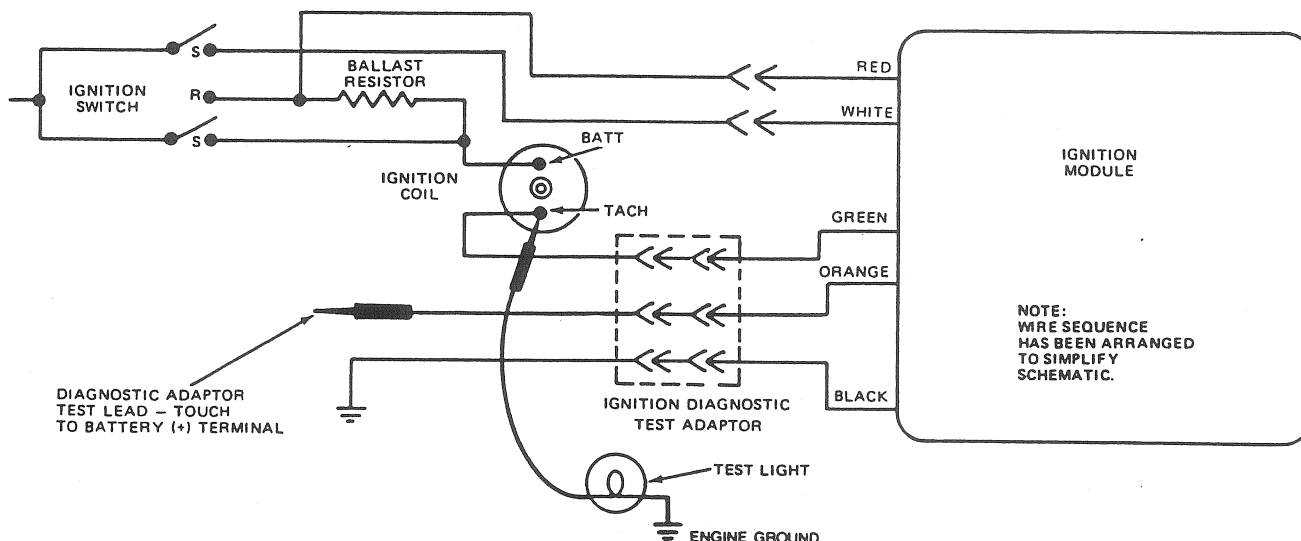 S
IGNITION
SWITCH
R
S
BALLAST
RESISTOR
RED
WHITE
BATT
IGNITION
COIL
TACH
IGNITION
MODULE
GREEN
ORANGE
NOTE:
WIRE SEQUENCE
HAS BEEN ARRANGED
TO SIMPLIFY
SCHEMATIC.
BLACK
DIAGNOSTIC ADAPTOR
TEST LEAD – TOUCH
TO BATTERY (+) TERMINAL
IGNITION DIAGNOSTIC
TEST ADAPTOR
TEST LIGHT
ENGINE GROUND